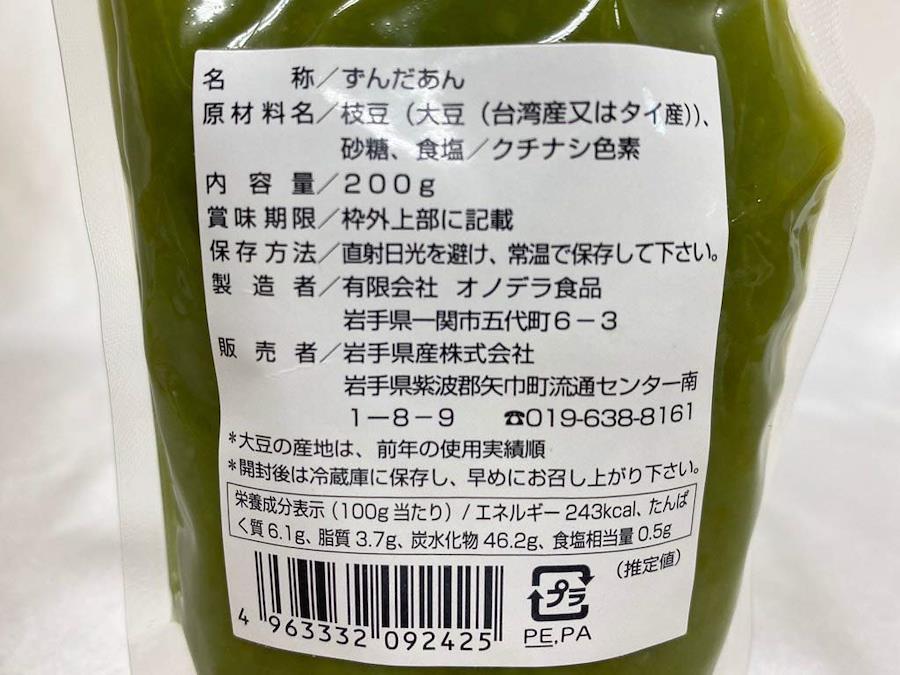 名称／ずんだあん
原材料名／枝豆（大豆（台湾産又はタイ産））、
砂糖、食塩／クチナシ色素
内容量／200g
賞味期限／枠外上部に記載
保存方法／直射日光を避け、常温で保存して下さい。
製造者／有限会社 オノデラ食品
岩手県一関市五代町6－3
販売者／岩手県産株式会社
岩手県紫波郡矢巾町流通センター南
1－8－9 ☎019-638-8161
*大豆の産地は、前年の使用実績順
*開封後は冷蔵庫に保存し、早めにお召し上がり下さい。
栄養成分表示（100g当たり）/エネルギー 243kcal、たんぱ
く質 6.1g、脂質 3.7g、炭水化物 46.2g、食塩相当量 0.5g
（推定値）
プラ
PE,PA
4 963332 092425